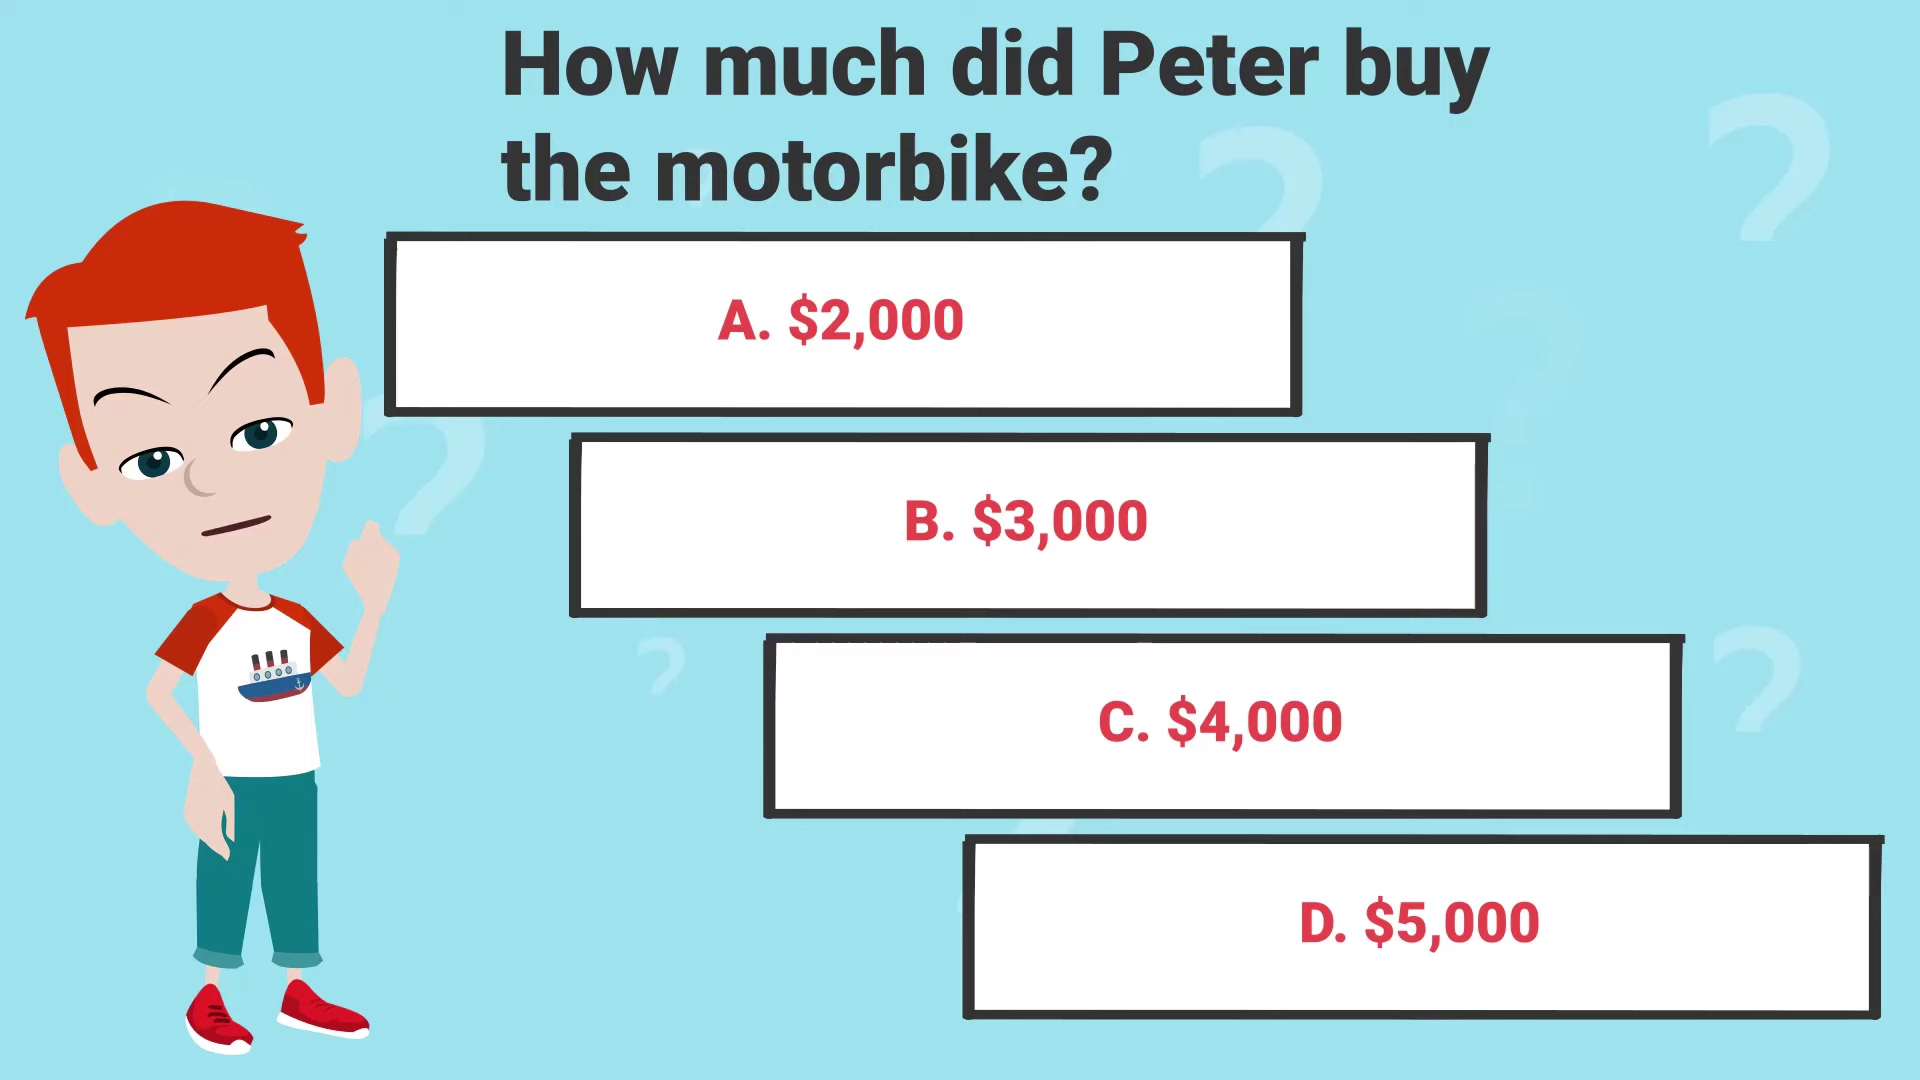 How much did Peter buy
the motorbike?
A. $2,000
B. $3,000
C. $4,000
D. $5,000